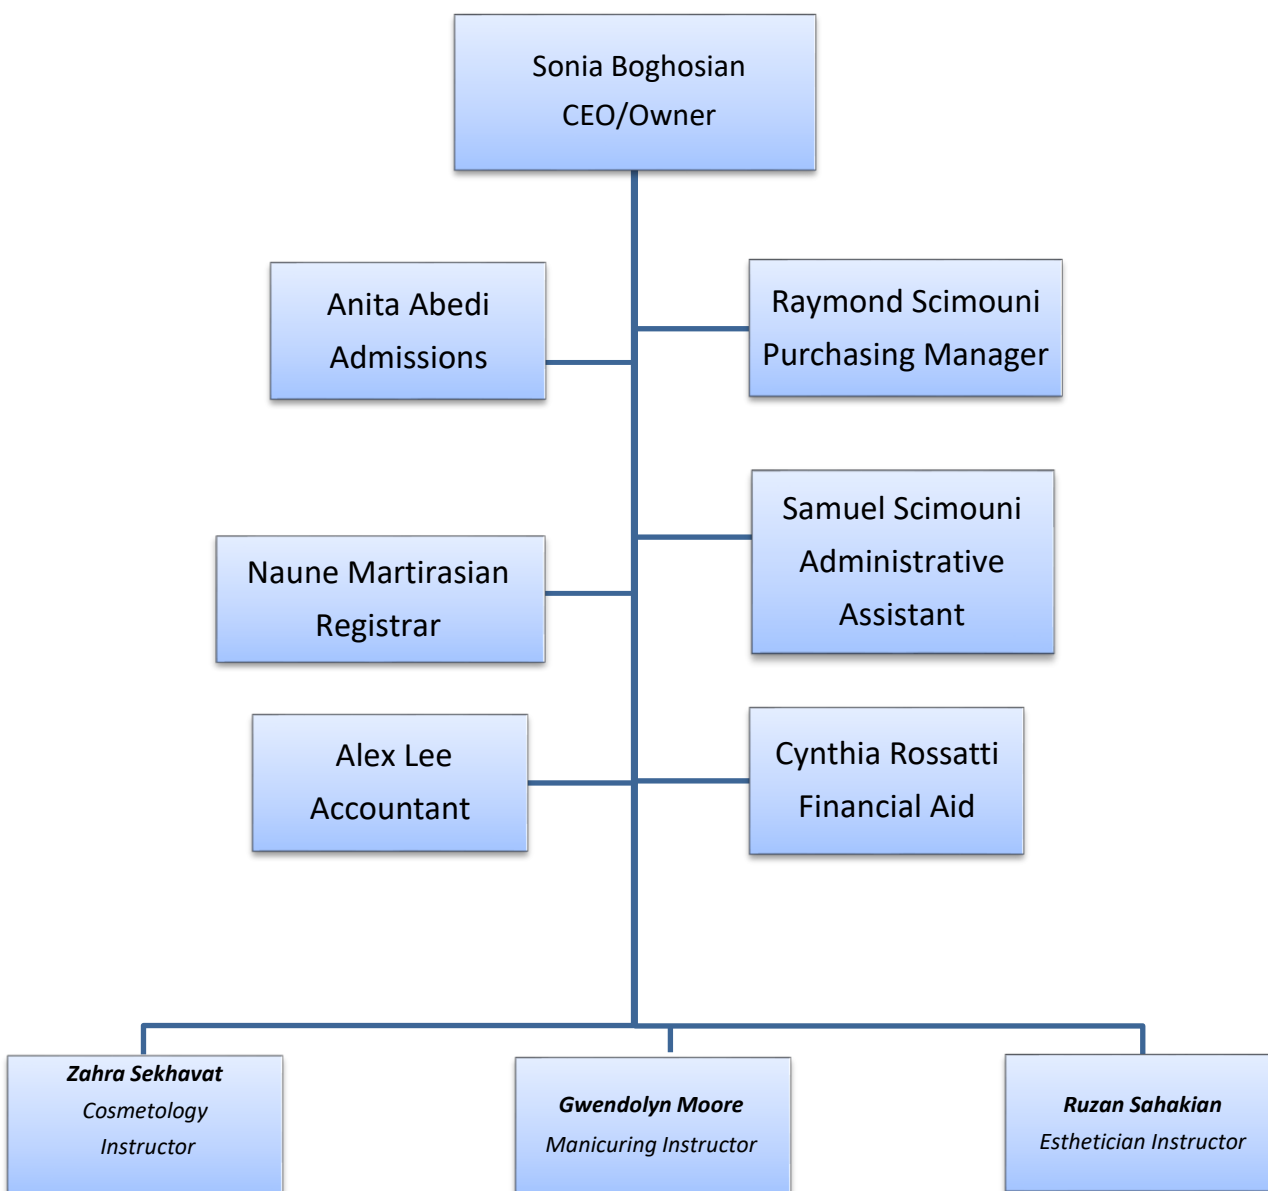 Sonia Boghosian
CEO/Owner
Anita Abedi
Admissions
Raymond Scimouni
Purchasing Manager
Samuel Scimouni
Administrative
Assistant
Naune Martirasian
Registrar
Alex Lee
Accountant
Cynthia Rossatti
Financial Aid
Zahra Sekhavat
Cosmetology
Instructor
Gwendolyn Moore
Manicuring Instructor
Ruzan Sahakian
Esthetician Instructor